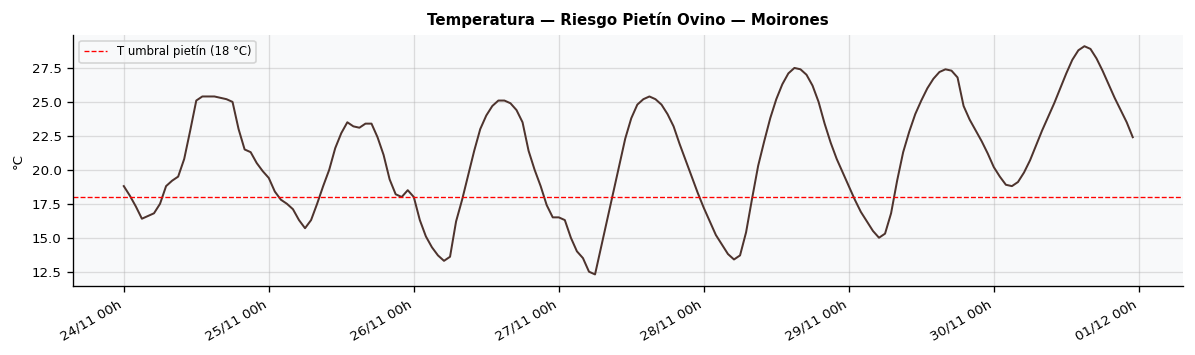 Temperatura — Riesgo Pietín Ovino — Moirones
T umbral pietín (18 °C)
27.5
25.0
22.5
20.0
17.5
15.0
12.5
°C
24/11 00h
25/11 00h
26/11 00h
27/11 00h
28/11 00h
29/11 00h
30/11 00h
01/12 00h